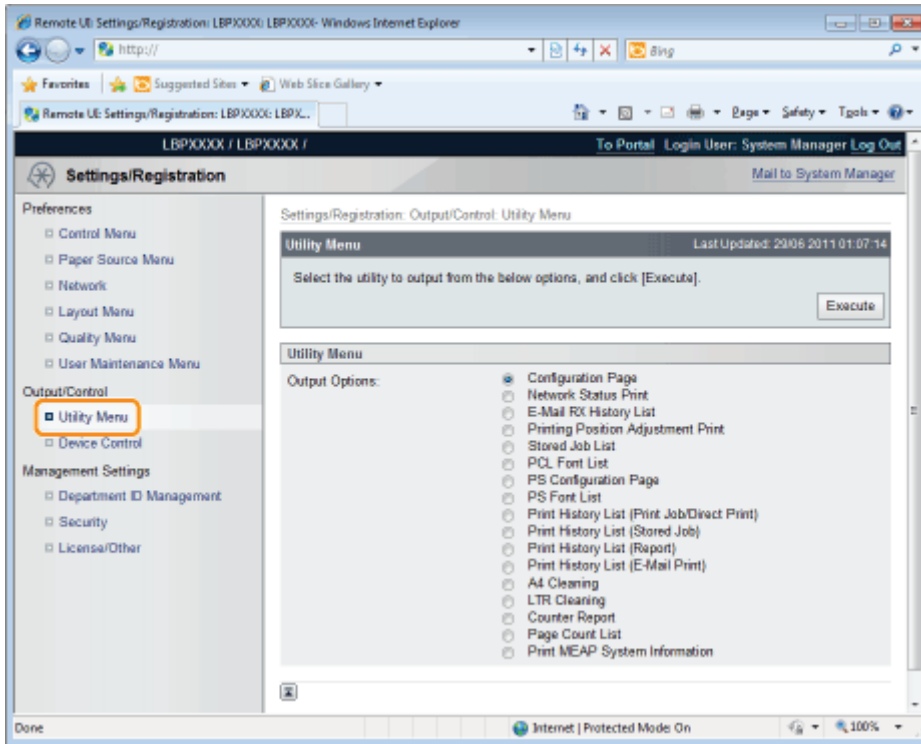 Remote UI: Settings/Registration: LBPXXXX: LBPXXXX- Windows Internet Explorer
http://
Bing
Favorites Suggested Sites Web Slice Gallery
Remote UI: Settings/Registration: LBPXXXX: LBPX...
Page Safety Tools
LBPXXXX / LBPXXXX / To Portal Login User: System Manager Log Out
Settings/Registration Mail to System Manager
Preferences
Control Menu
Paper Source Menu
Network
Layout Menu
Quality Menu
User Maintenance Menu
Output/Control
Utility Menu
Device Control
Management Settings
Department ID Management
Security
License/Other
Settings/Registration: Output/Control: Utility Menu
Utility Menu Last Updated: 29/06 2011 01:07:14
Select the utility to output from the below options, and click [Execute].
Execute
Utility Menu
Output Options:
Configuration Page
Network Status Print
E-Mail RX History List
Printing Position Adjustment Print
Stored Job List
PCL Font List
PS Configuration Page
PS Font List
Print History List (Print Job/Direct Print)
Print History List (Stored Job)
Print History List (Report)
Print History List (E-Mail Print)
A4 Cleaning
LTR Cleaning
Counter Report
Page Count List
Print MEAP System Information
Done Internet | Protected Mode: On 100%